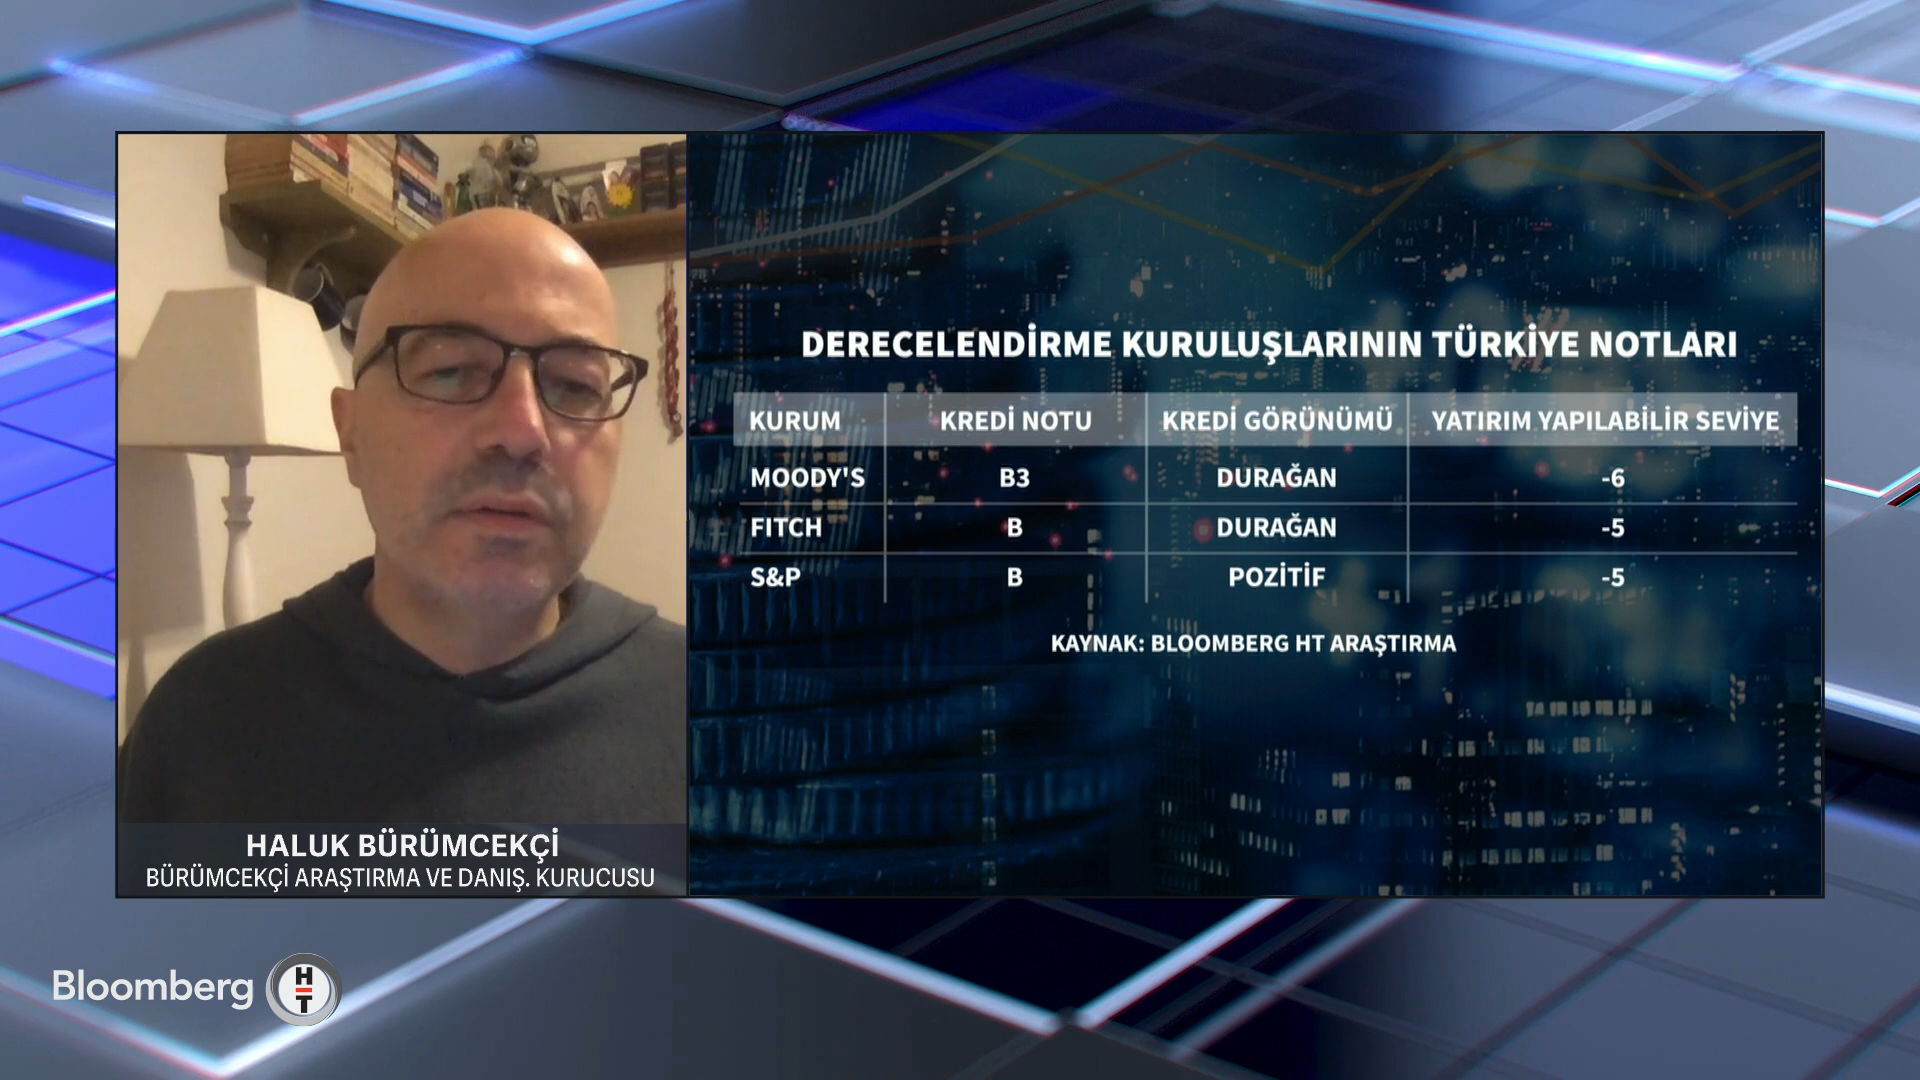 DERECELENDİRME KURULUŞLARININ TÜRKİYE NOTLARI
KURUM KREDİ NOTU KREDİ GÖRÜNÜMÜ YATIRIM YAPILABİLİR SEVİYE
MOODY'S B3 DURAĞAN -6
FITCH B DURAĞAN -5
S&P B POZİTİF -5
KAYNAK: BLOOMBERG HT ARAŞTIRMA
HALUK BÜRÜMCEKÇİ
BÜRÜMCEKÇİ ARAŞTIRMA VE DANIŞ. KURUCUSU
Bloomberg HT